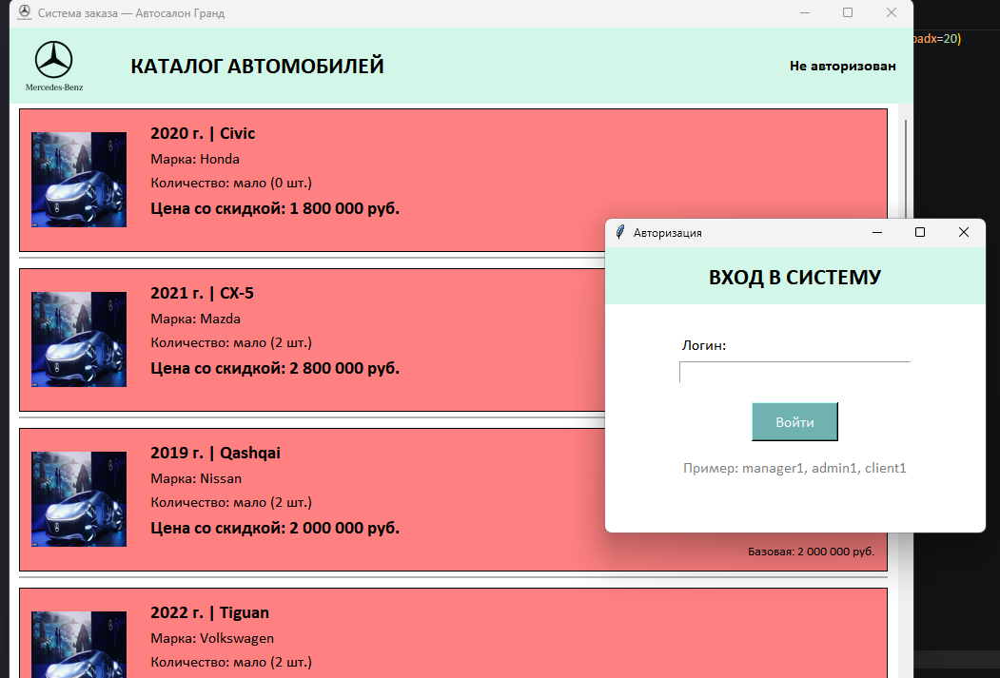 Система заказа — Автосалон Гранд
padx=20)
Mercedes-Benz
КАТАЛОГ АВТОМОБИЛЕЙ
Не авторизован
2020 г. | Civic
Марка: Honda
Количество: мало (0 шт.)
Цена со скидкой: 1 800 000 руб.
2021 г. | CX-5
Марка: Mazda
Количество: мало (2 шт.)
Цена со скидкой: 2 800 000 руб.
2019 г. | Qashqai
Марка: Nissan
Количество: мало (2 шт.)
Цена со скидкой: 2 000 000 руб.
Базовая: 2 000 000 руб.
2022 г. | Tiguan
Марка: Volkswagen
Количество: мало (2 шт.)
Авторизация
ВХОД В СИСТЕМУ
Логин:
Войти
Пример: manager1, admin1, client1